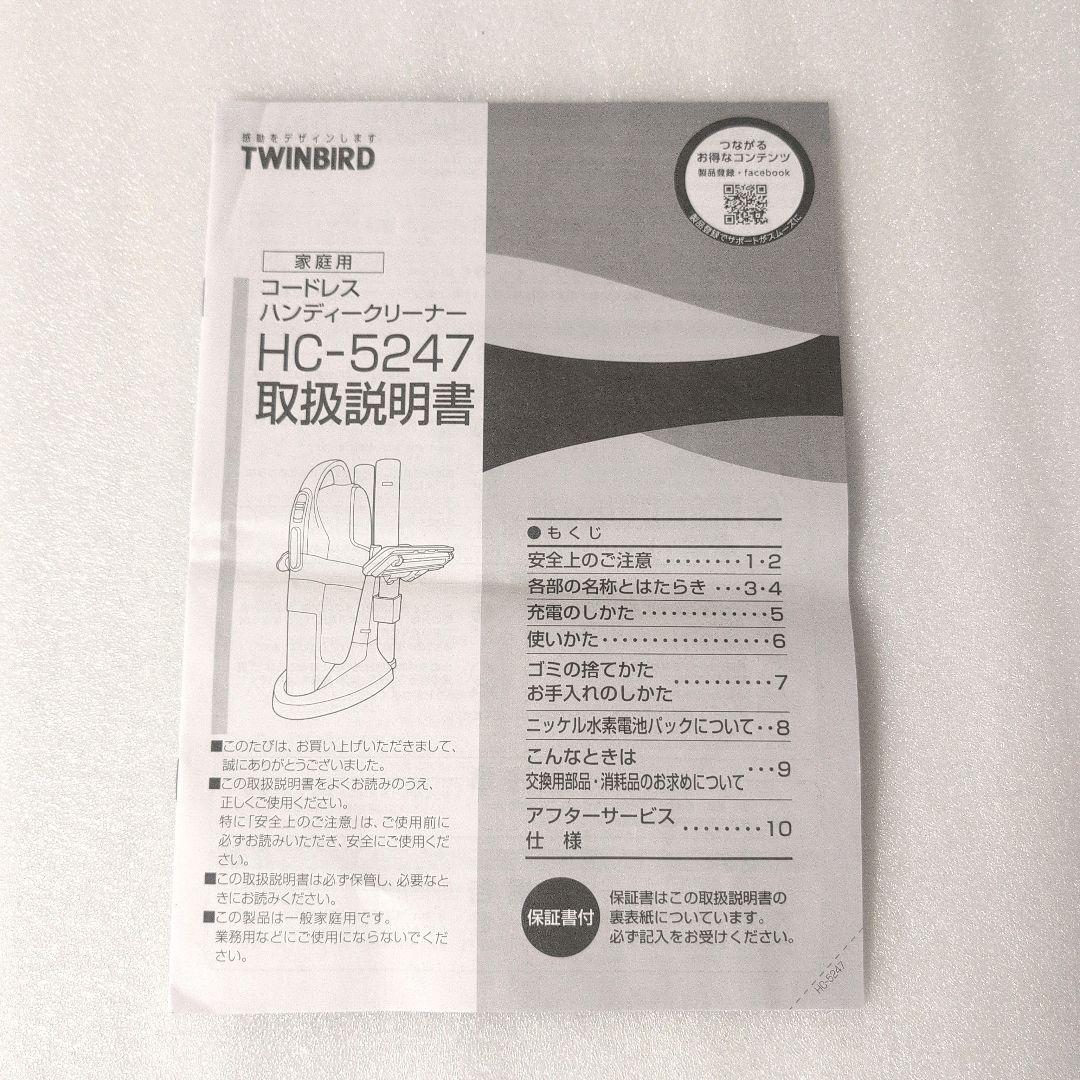 感動をデザインします
TWINBIRD
つながる
お得なコンテンツ
製品登録・facebook
製品登録でサポートがスムーズに
家庭用
コードレス
ハンディークリーナー
HC-5247
取扱説明書
●もくじ
安全上のご注意 ········1・2
各部の名称とはたらき ···3・4
充電のしかた ·············5
使いかた·················6
ゴミの捨てかた
お手入れのしかた ··········7
ニッケル水素電池パックについて··8
こんなときは
交換用部品・消耗品のお求めについて ···9
アフターサービス
仕 様 ········10
■このたびは、お買い上げいただきまして、
誠にありがとうございました。
■この取扱説明書をよくお読みのうえ、
正しくご使用ください。
特に「安全上のご注意」は、ご使用前に
必ずお読みいただき、安全にご使用くだ
さい。
■この取扱説明書は必ず保管し、必要なと
きにお読みください。
■この製品は一般家庭用です。
業務用などにご使用にならないでくだ
さい。
保証書付
保証書はこの取扱説明書の
裏表紙についています。
必ず記入をお受けください。
HC-5247